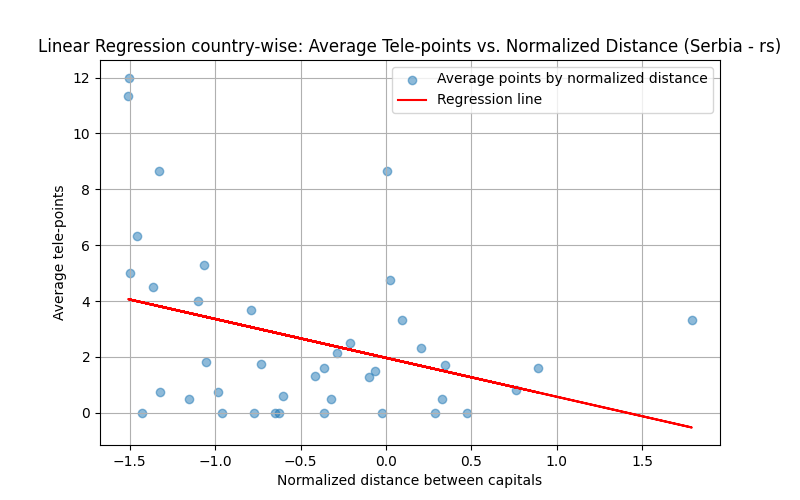 Linear Regression country-wise: Average Tele-points vs. Normalized Distance (Serbia - rs)
Average points by normalized distance
Regression line
12
10
8
6
4
2
0
Average tele-points
−1.5 −1.0 −0.5 0.0 0.5 1.0 1.5
Normalized distance between capitals